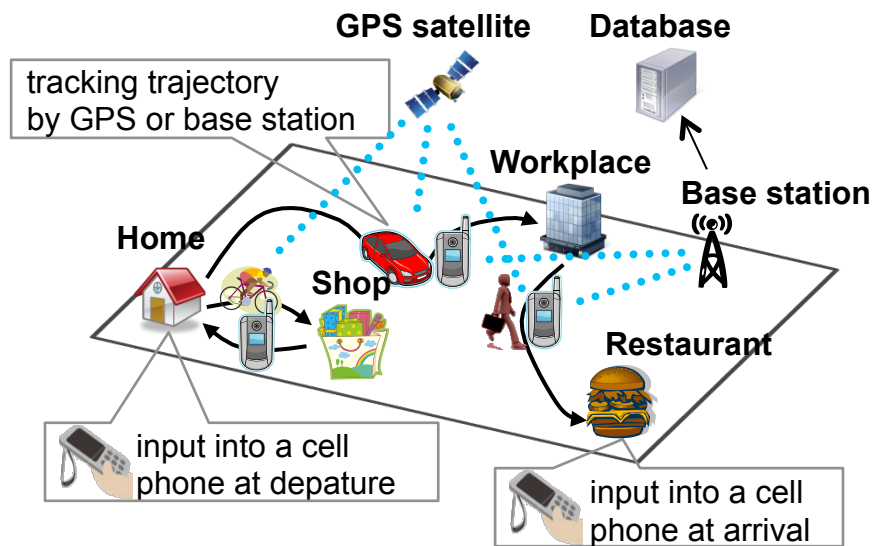 GPS satellite
Database
tracking trajectory
by GPS or base station
Workplace
Base station
Home
Shop
Restaurant
input into a cell
phone at depature
input into a cell
phone at arrival